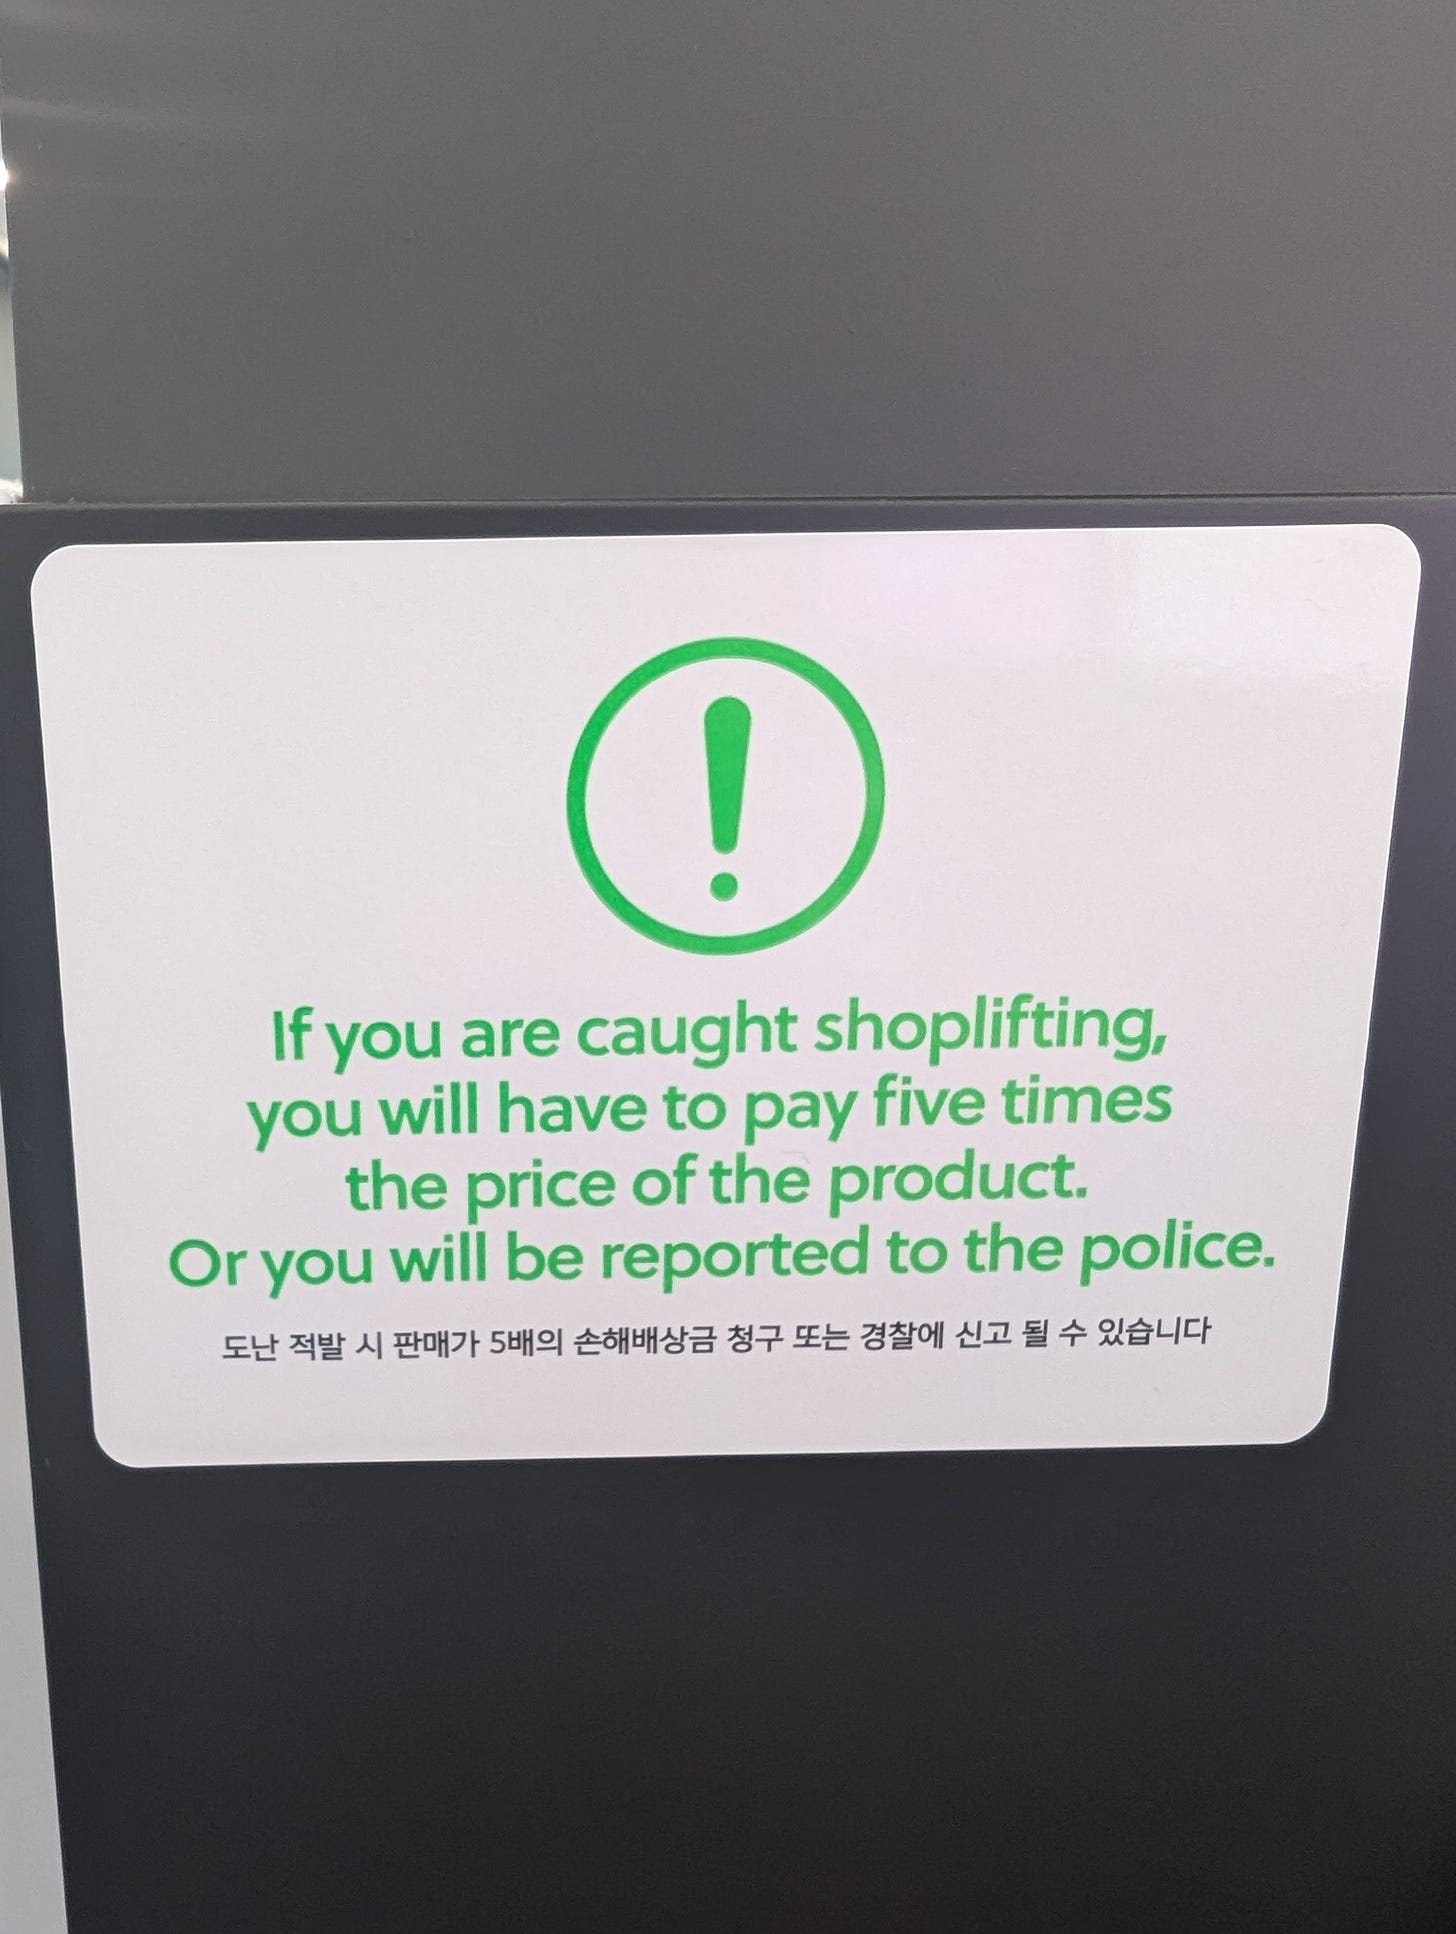 If you are caught shoplifting,
you will have to pay five times
the price of the product.
Or you will be reported to the police.
도난 적발 시 판매가 5배의 손해배상금 청구 또는 경찰에 신고 될 수 있습니다